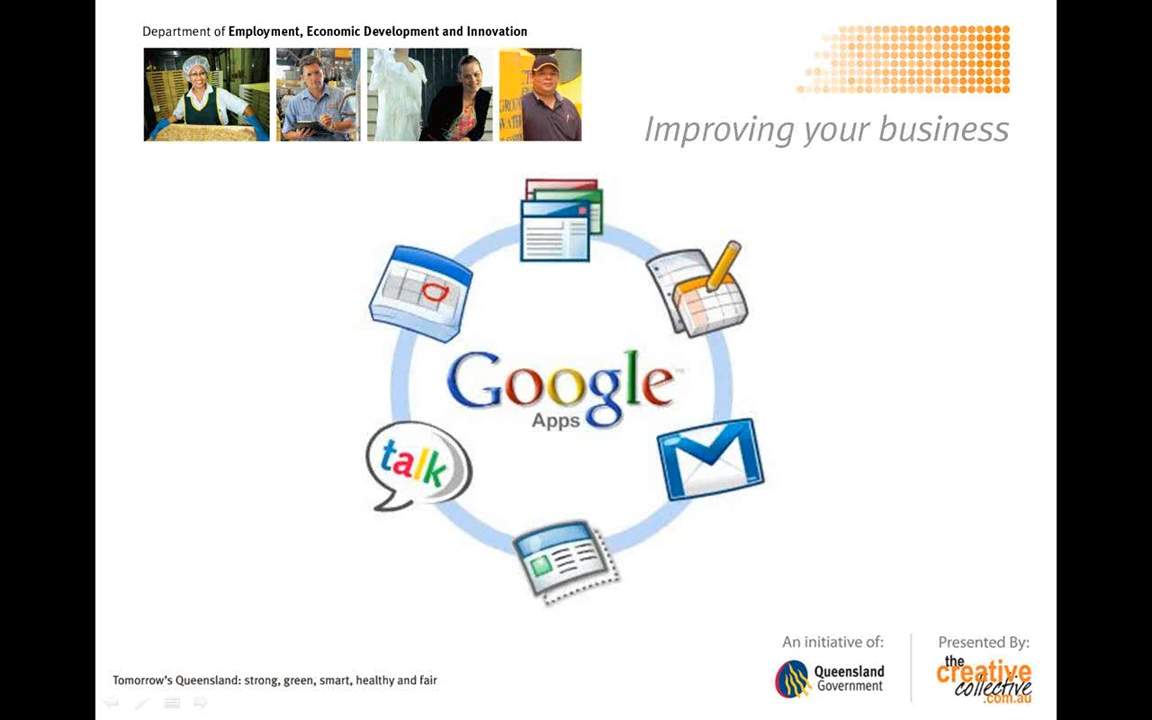 Department of Employment, Economic Development and Innovation
Improving your business
Google™
Apps
talk
An initiative of:
Presented By:
Queensland
Government
the
creative
collective
.com.au
Tomorrow's Queensland: strong, green, smart, healthy and fair